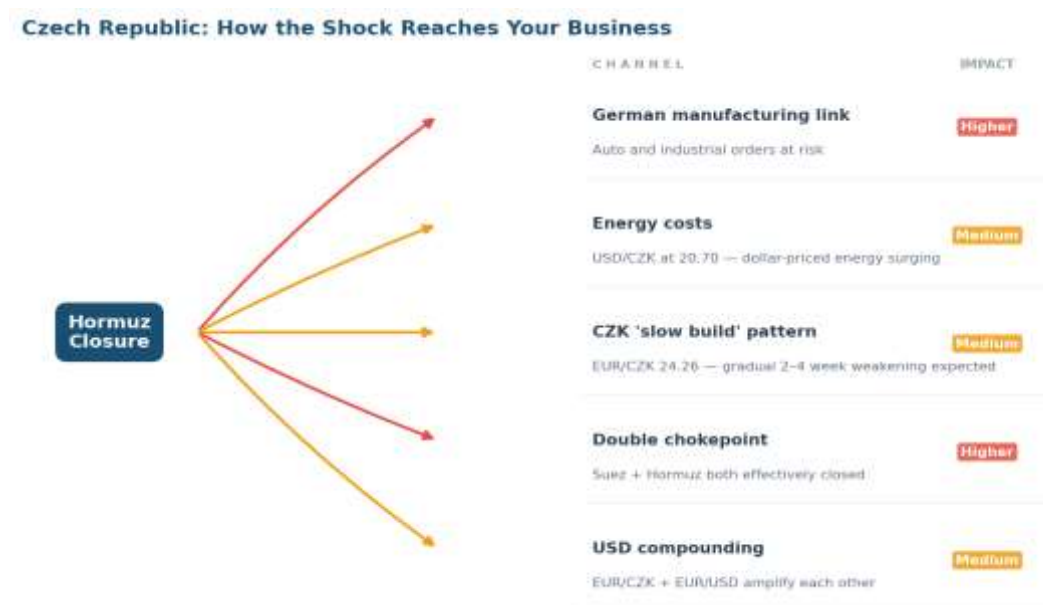 Czech Republic: How the Shock Reaches Your Business
CHANNEL IMPACT
German manufacturing link
Higher
Auto and industrial orders at risk
Energy costs
Medium
USD/CZK at 20.70 — dollar-priced energy surging
Hormuz
Closure
CZK 'slow build' pattern
Medium
EUR/CZK 24.26 — gradual 2–4 week weakening expected
Double chokepoint
Higher
Suez + Hormuz both effectively closed
USD compounding
Medium
EUR/CZK + EUR/USD amplify each other